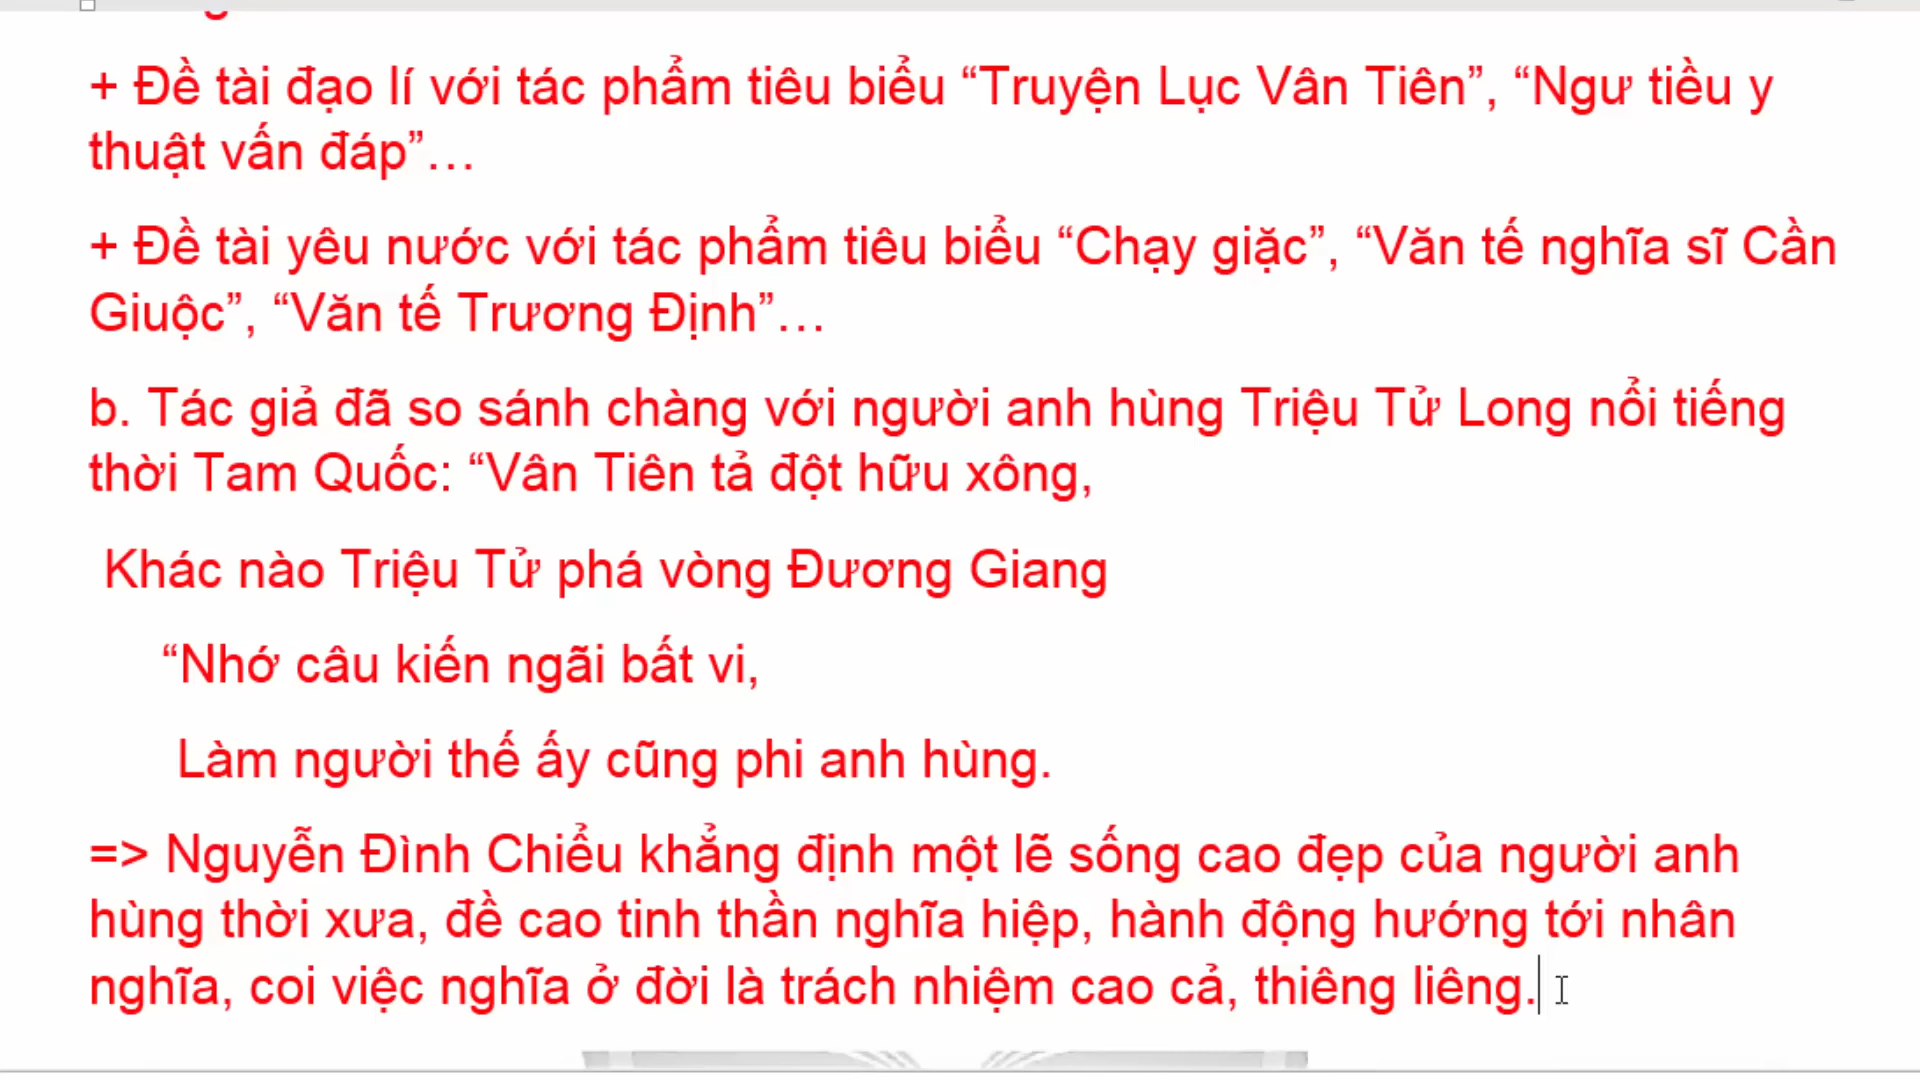 + Đề tài đạo lí với tác phẩm tiêu biểu “Truyện Lục Vân Tiên”, “Ngư tiều y
thuật vấn đáp”…
+ Đề tài yêu nước với tác phẩm tiêu biểu “Chạy giặc”, “Văn tế nghĩa sĩ Cần
Giuộc”, “Văn tế Trương Định”…
b. Tác giả đã so sánh chàng với người anh hùng Triệu Tử Long nổi tiếng
thời Tam Quốc: “Vân Tiên tả đột hữu xông,
Khác nào Triệu Tử phá vòng Đương Giang
“Nhớ câu kiến ngãi bất vi,
Làm người thế ấy cũng phi anh hùng.
=> Nguyễn Đình Chiểu khẳng định một lẽ sống cao đẹp của người anh
hùng thời xưa, đề cao tinh thần nghĩa hiệp, hành động hướng tới nhân
nghĩa, coi việc nghĩa ở đời là trách nhiệm cao cả, thiêng liêng.